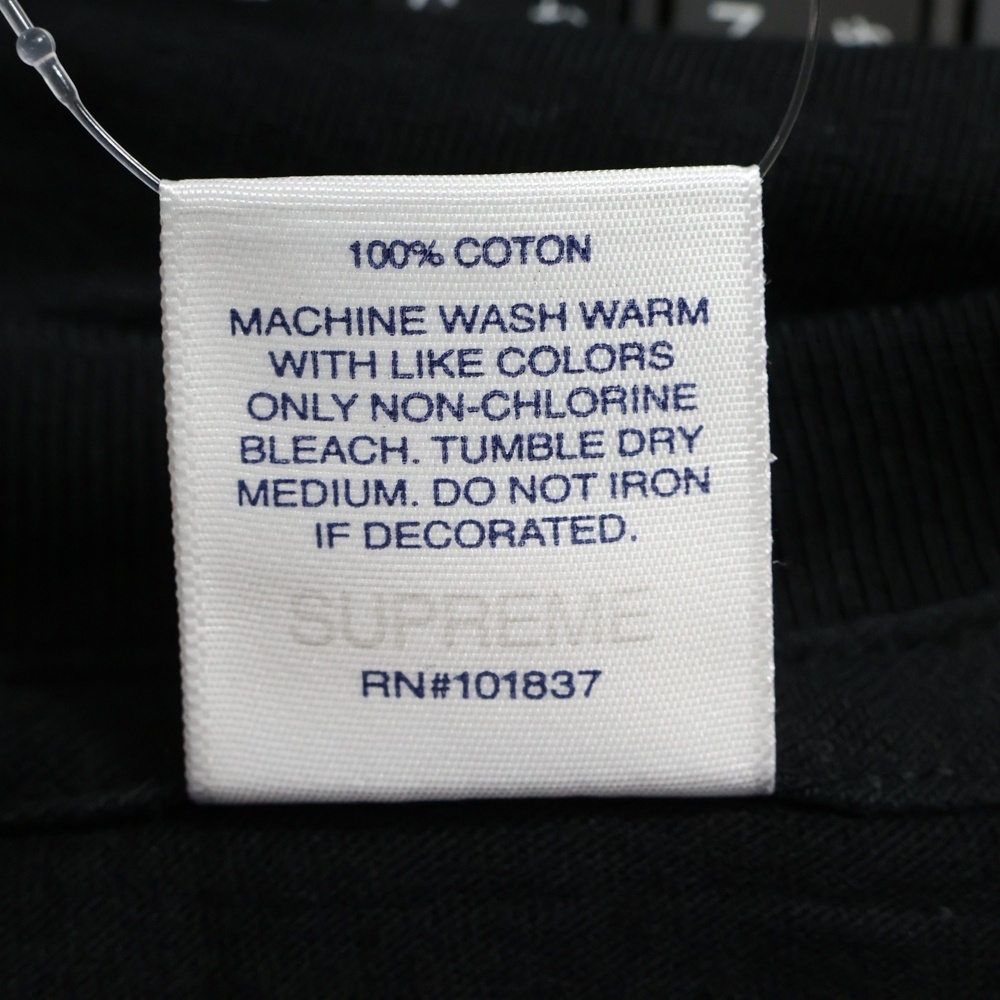 100% COTON
MACHINE WASH WARM
WITH LIKE COLORS
ONLY NON-CHLORINE
BLEACH. TUMBLE DRY
MEDIUM. DO NOT IRON
IF DECORATED.
SUPREME
RN#101837